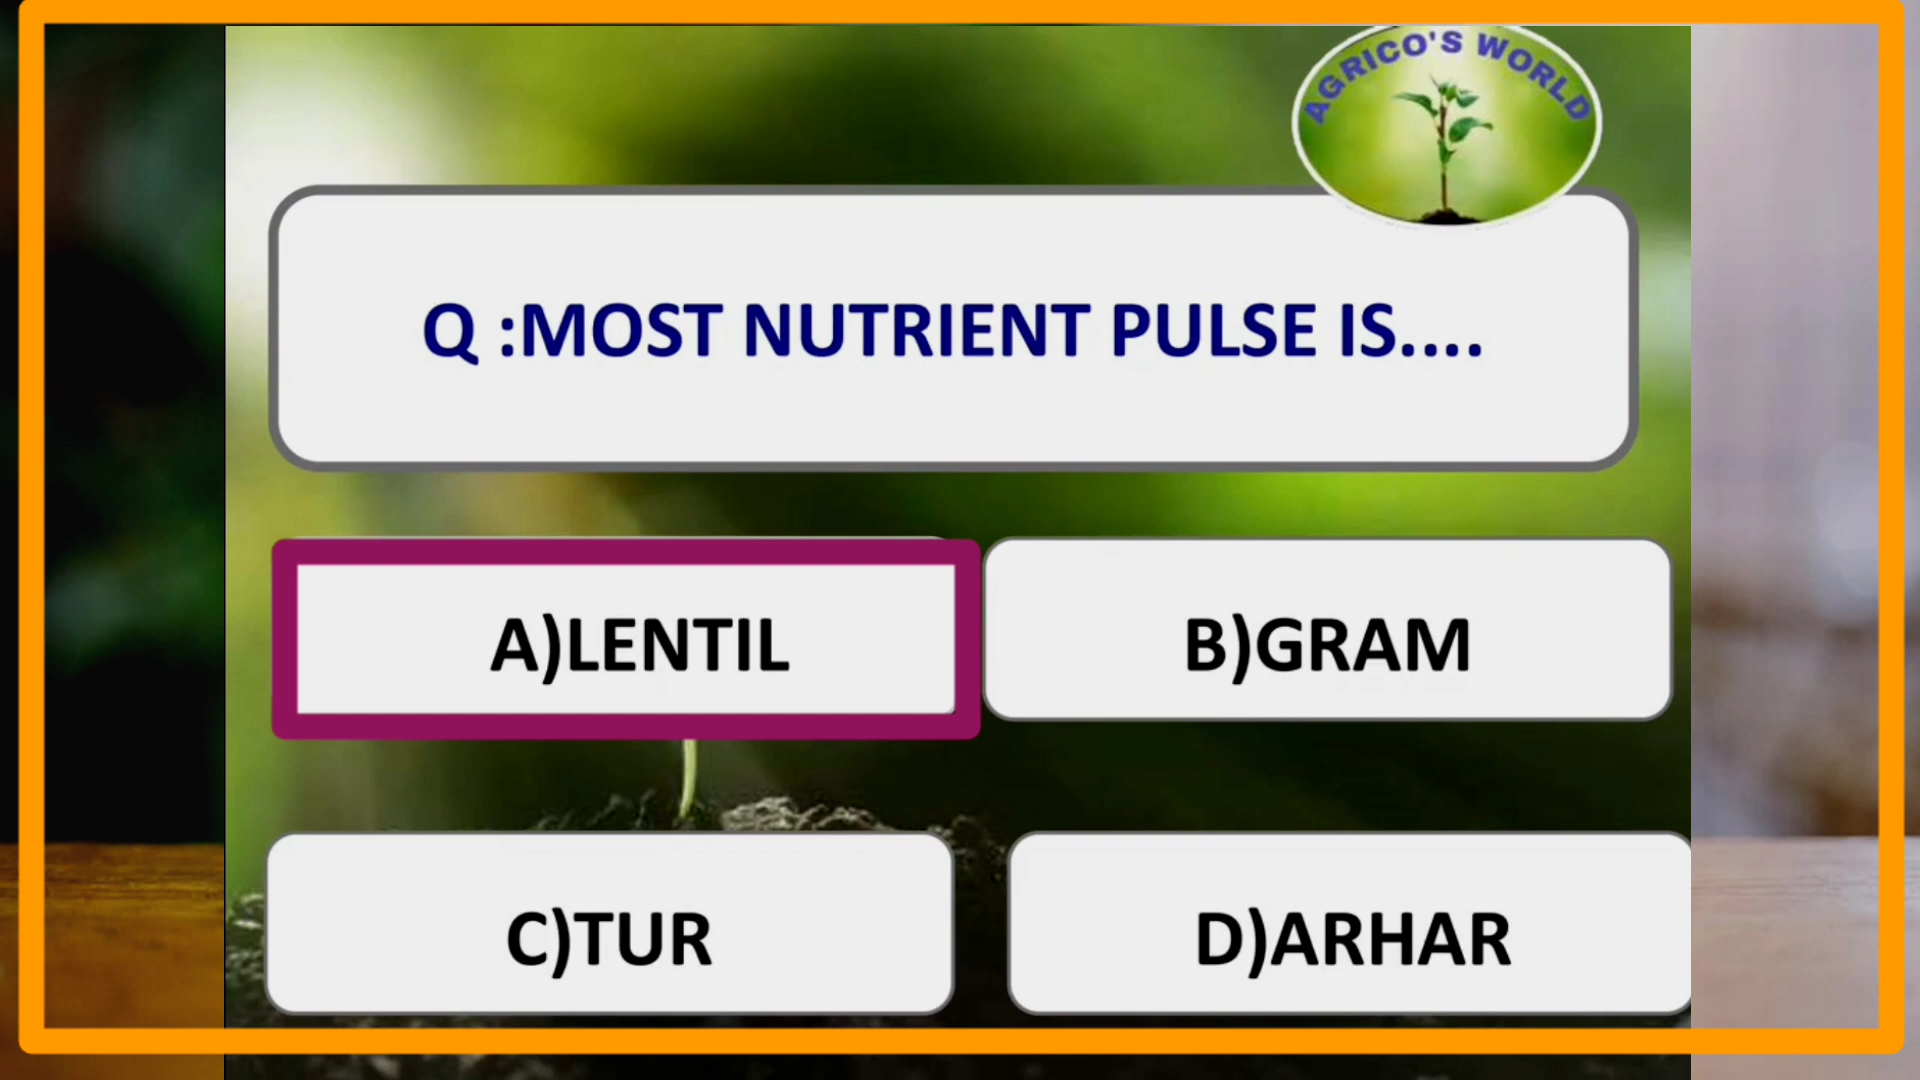 AGRICO'S WORLD
Q :MOST NUTRIENT PULSE IS....
A)LENTIL
B)GRAM
C)TUR
D)ARHAR